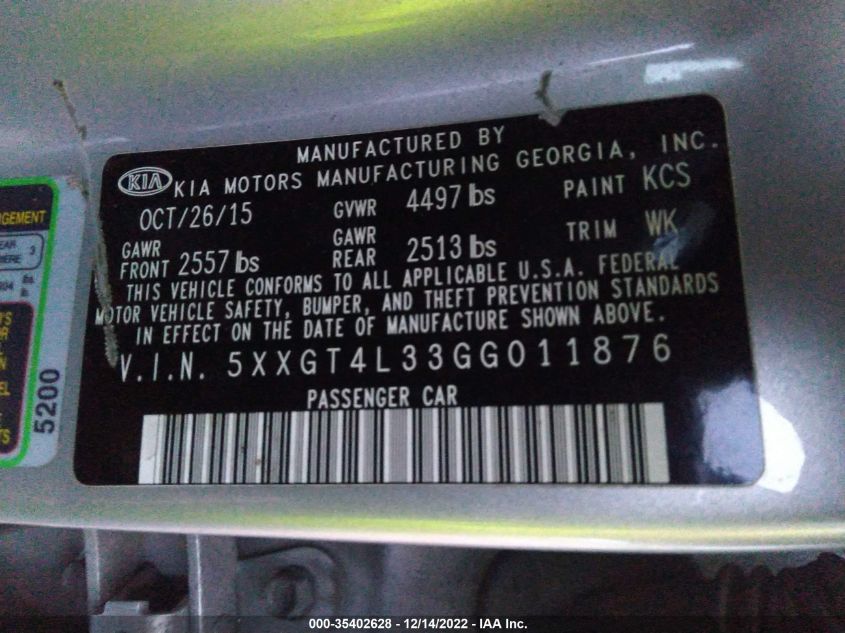 MANUFACTURED BY
KIA KIA MOTORS MANUFACTURING GEORGIA, INC.
OCT/26/15 GVWR 4497 lbs PAINT KCS
GAWR FRONT 2557 lbs GAWR REAR 2513 lbs TRIM WK
THIS VEHICLE CONFORMS TO ALL APPLICABLE U.S.A. FEDERAL
MOTOR VEHICLE SAFETY, BUMPER, AND THEFT PREVENTION STANDARDS
IN EFFECT ON THE DATE OF MANUFACTURE SHOWN ABOVE.
V.I.N. 5XXGT4L33GG011876
PASSENGER CAR
3
lbs
5200
000-35402628 - 12/14/2022 - IAA Inc.